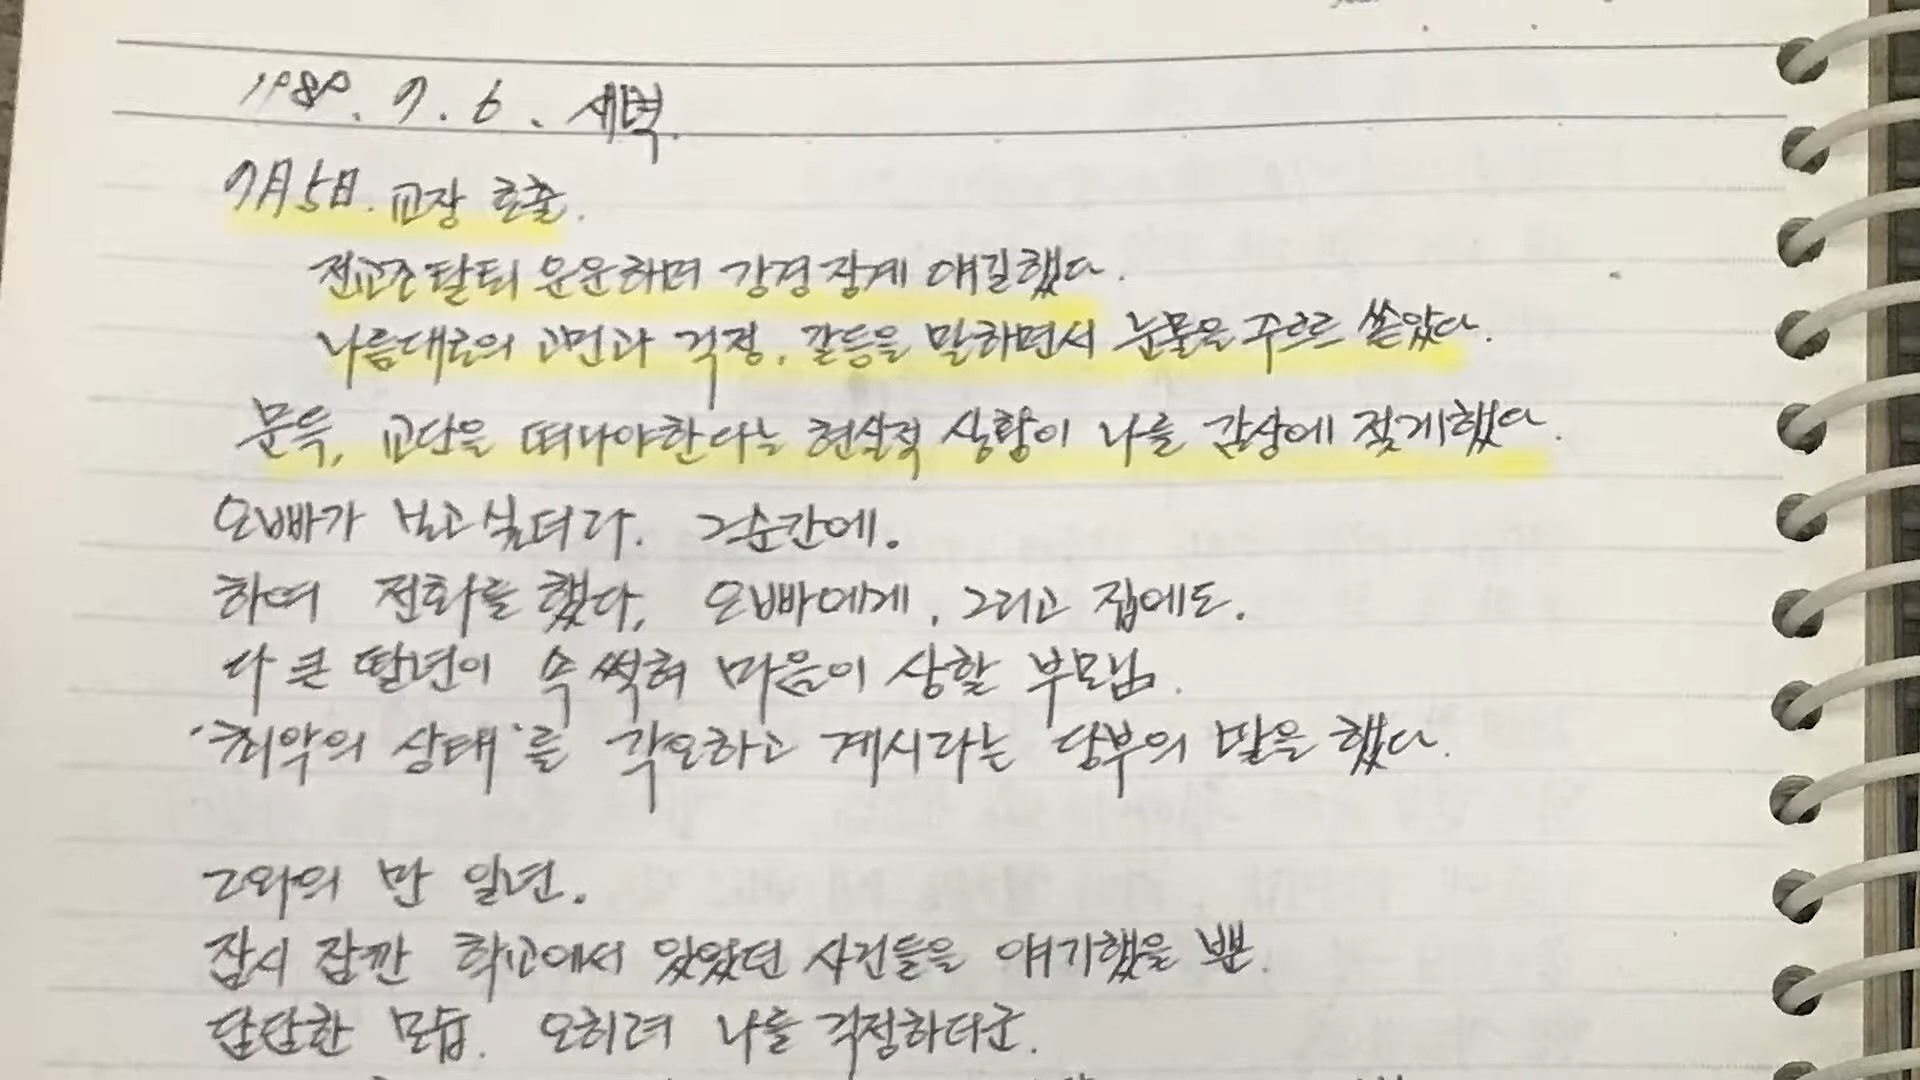 1989. 7. 6. 새벽.
7月5日. 교장 호출.
전교조 탈퇴 운운하며 강경 징계 얘길했다.
나름대로의 고민과 걱정, 갈등을 말하면서 눈물을 주르르 쏟았다.
문득, 교단을 떠나야한다는 현실적 상황이 나를 감상에 젖게했다.
오빠가 보고싶더라. 그순간에.
하여 전화를 했다, 오빠에게, 그리고 집에도.
다 큰 딸년이 속 썩혀 마음이 상할 부모님.
'최악의 상태'를 각오하고 계시라는 당부의 말을 했다.
그와의 만 일년.
잠시 잠깐 학교에서 있었던 사건들을 얘기했을 뿐.
답답한 모습. 오히려 나를 걱정하더군.